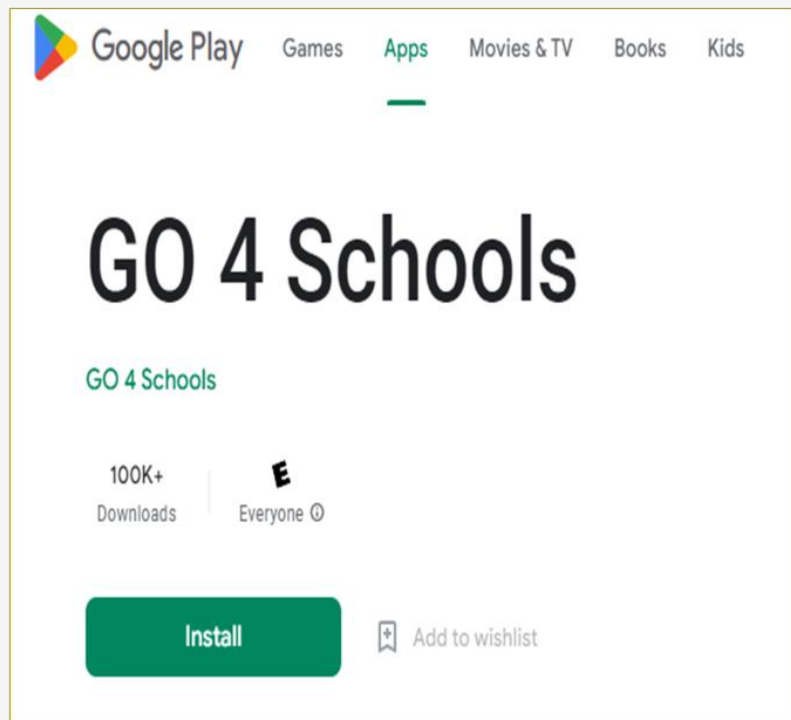 Google Play Games Apps Movies & TV Books Kids
GO 4 Schools
GO 4 Schools
100K+ E
Downloads Everyone
Install Add to wishlist